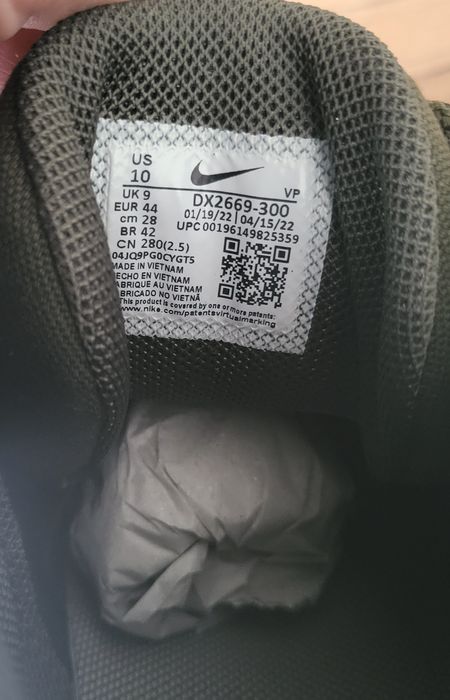 US
10
VP
UK 9
DX2669-300
EUR 44
01/19/22 | 04/15/22
cm 28
UPC 00196149825359
BR 42
CN 280(2.5)
04JQ9PG0CYGT5
MADE IN VIETNAM
HECHO EN VIETNAM
ABRIQUE AU VIETNAM
ABRICADO NO VIETNÃ
This product is covered by one or more patents:
www.nike.com/patentsvirtualmarking